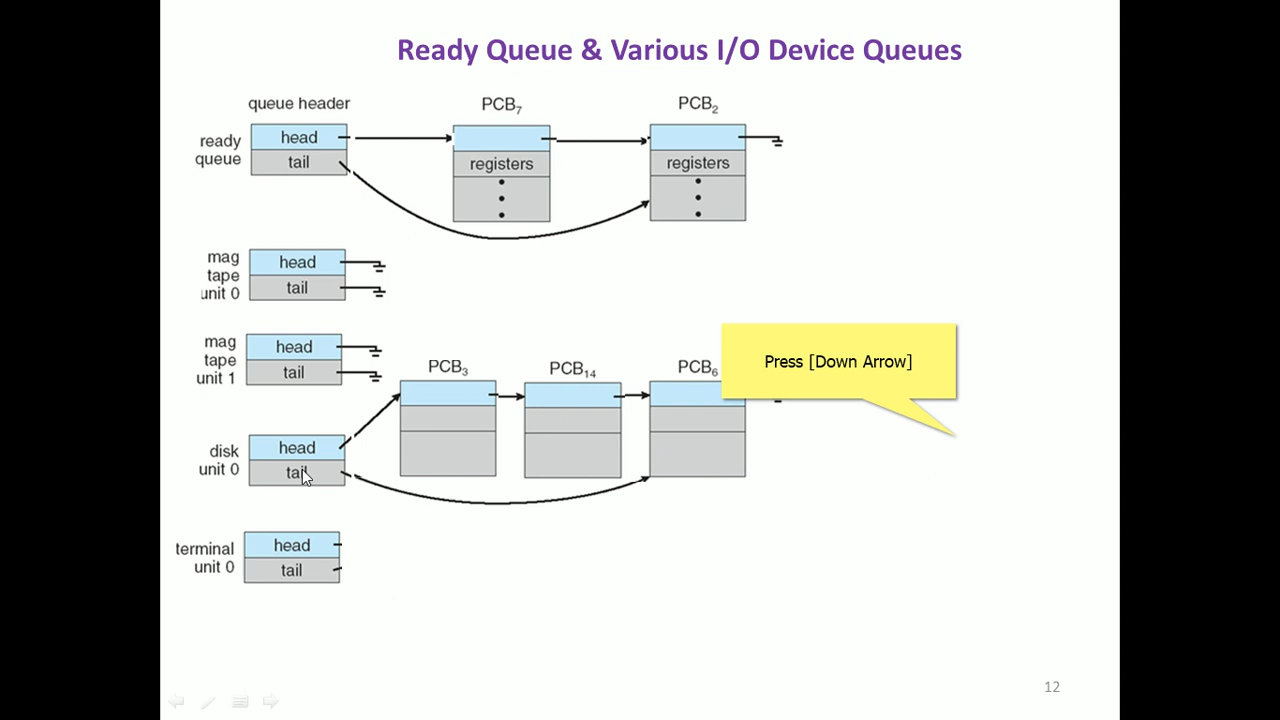 Ready Queue & Various I/O Device Queues
queue header
PCB7
PCB2
ready
queue
head
tail
registers
registers
mag
tape
unit 0
head
tail
mag
tape
unit 1
head
tail
PCB3
PCB14
PCB6
Press [Down Arrow]
disk
unit 0
head
tail
terminal
unit 0
head
tail
12